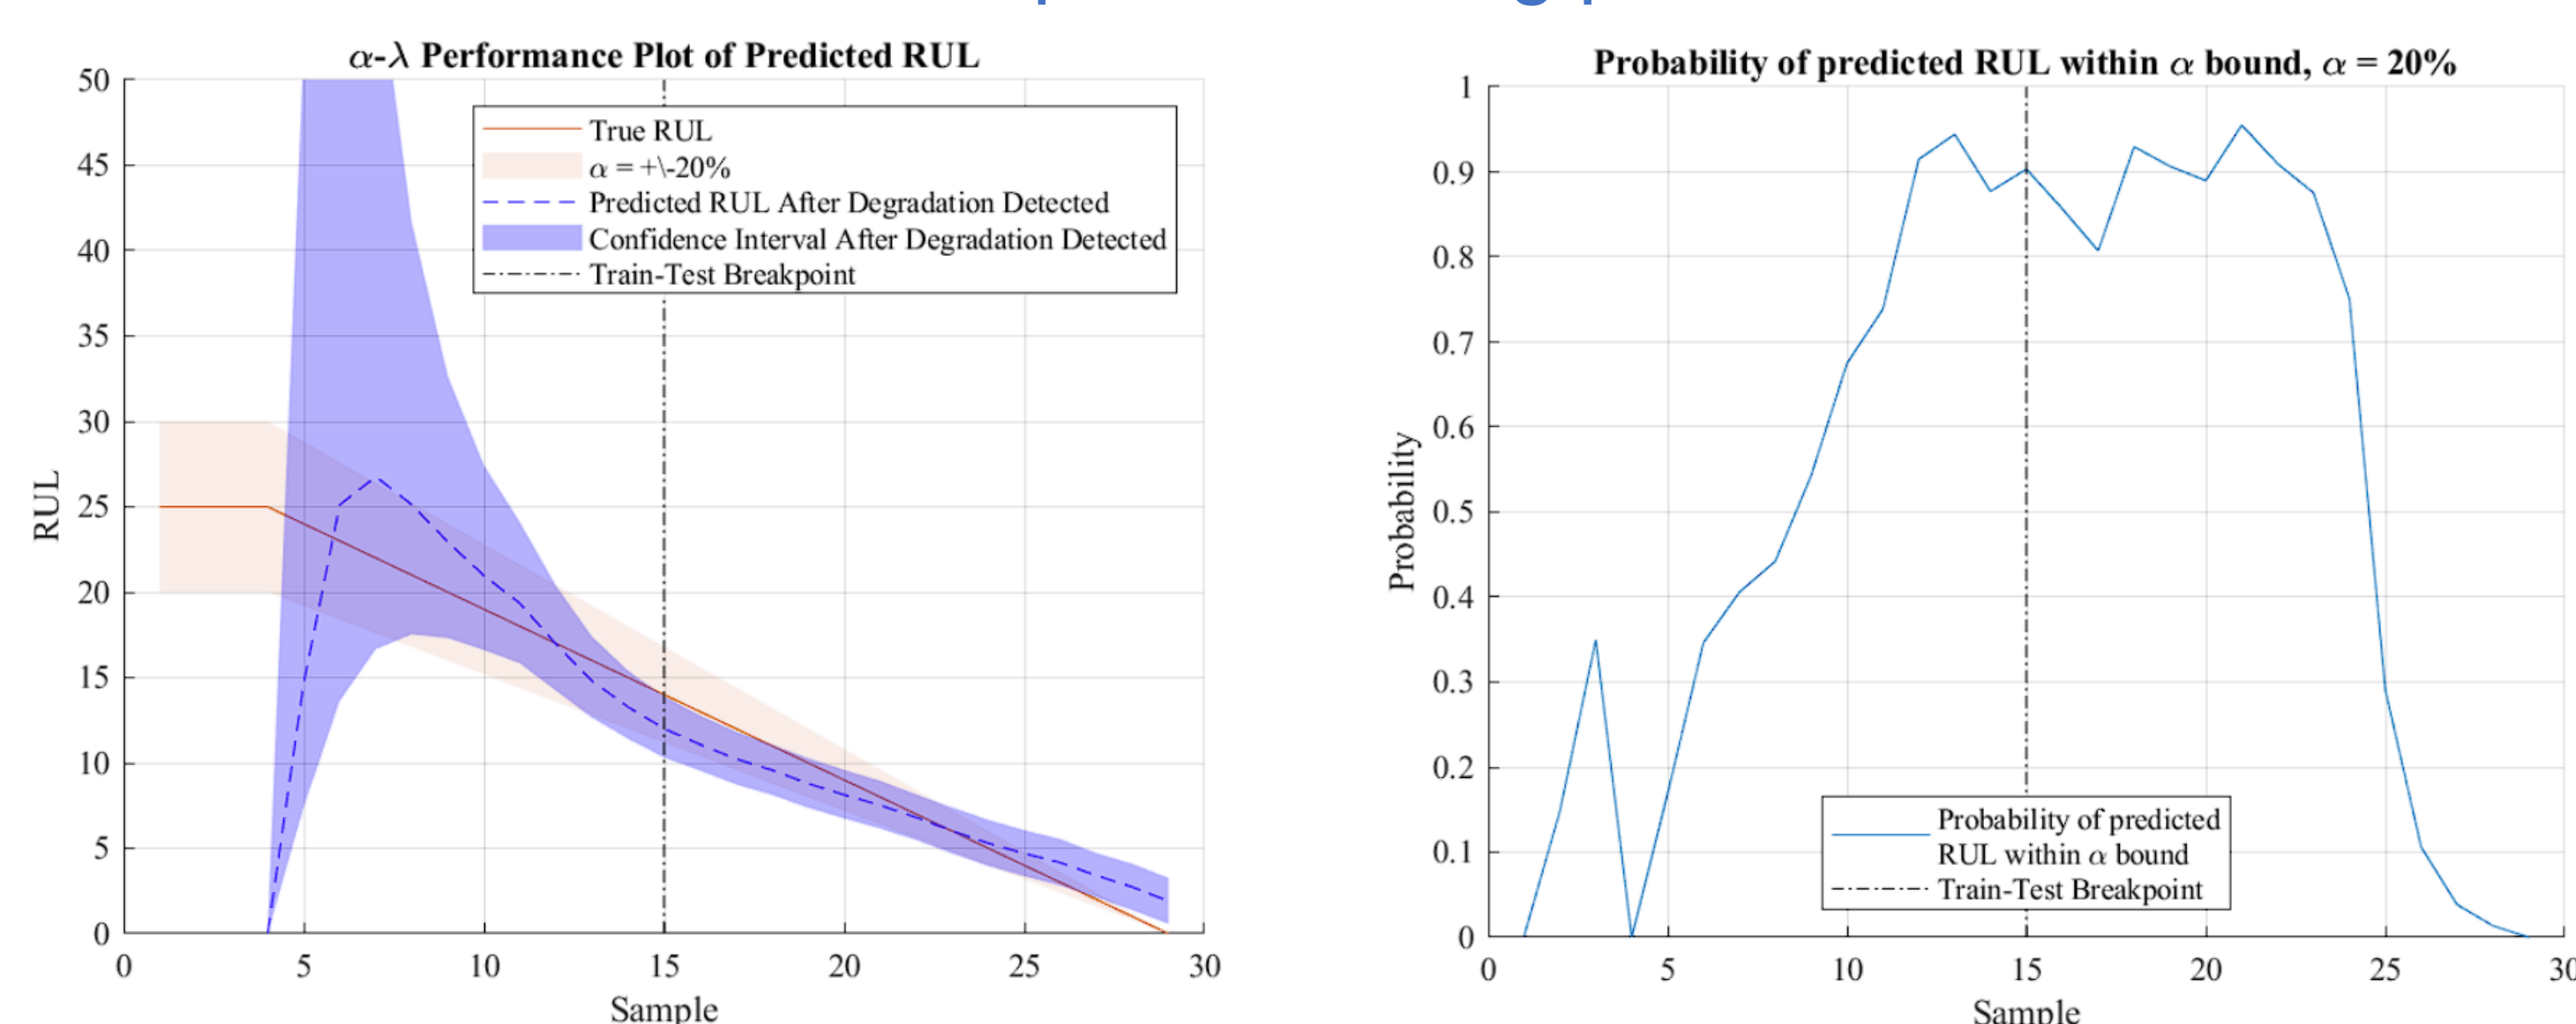 α-λ Performance Plot of Predicted RUL
50
45
40
35
30
25
20
15
10
5
0
RUL
True RUL
α = +\-20%
Predicted RUL After Degradation Detected
Confidence Interval After Degradation Detected
Train-Test Breakpoint
0 5 10 15 20 25 30
Sample
Probability of predicted RUL within α bound, α = 20%
1
0.9
0.8
0.7
0.6
0.5
0.4
0.3
0.2
0.1
0
Probability
Probability of predicted
RUL within α bound
Train-Test Breakpoint
0 5 10 15 20 25 30
Sample